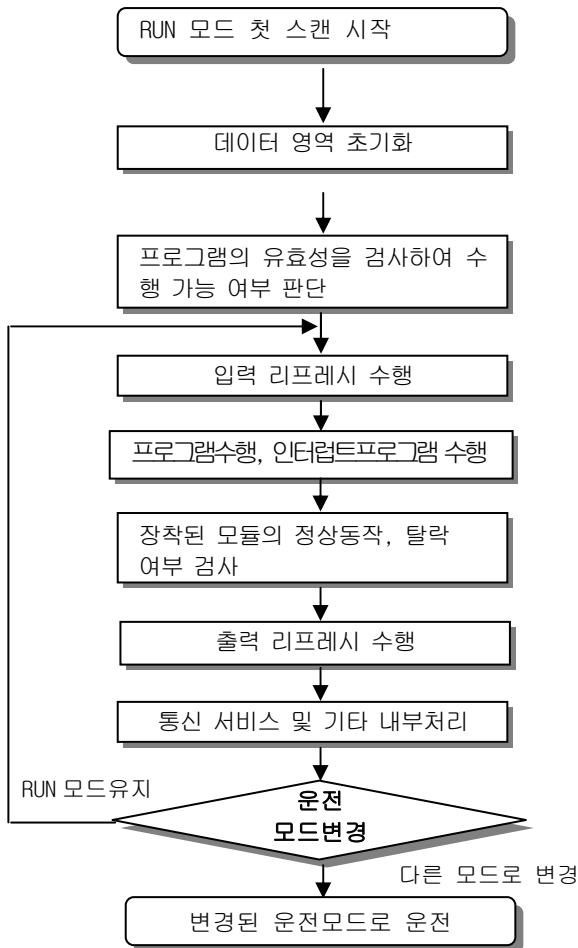 RUN 모드 첫 스캔 시작
데이터 영역 초기화
프로그램의 유효성을 검사하여 수
행 가능 여부 판단
입력 리프레시 수행
프로그램수행, 인터럽트프로그램 수행
장착된 모듈의 정상동작, 탈락
여부 검사
출력 리프레시 수행
통신 서비스 및 기타 내부처리
RUN 모드유지
운전
모드변경
다른 모드로 변경
변경된 운전모드로 운전